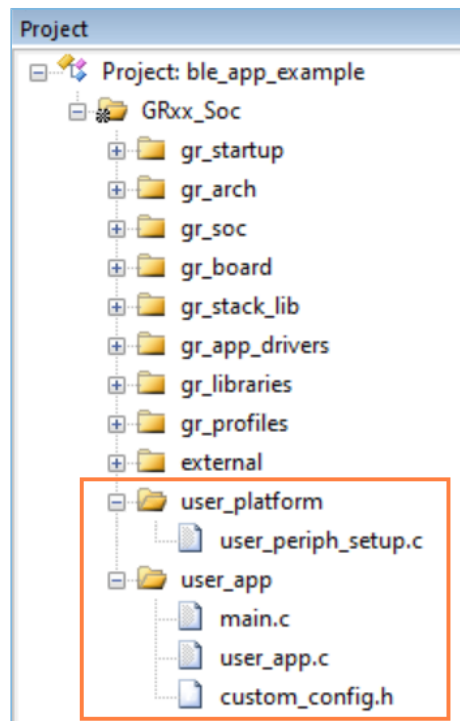 Project
Project: ble_app_example
GRxx_Soc
gr_startup
gr_arch
gr_soc
gr_board
gr_stack_lib
gr_app_drivers
gr_libraries
gr_profiles
external
user_platform
user_periph_setup.c
user_app
main.c
user_app.c
custom_config.h